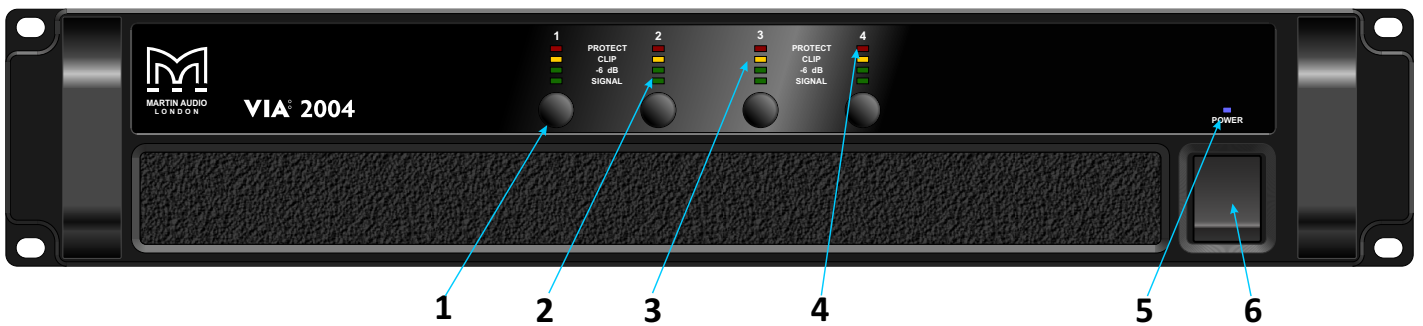 1 2 3 4
PROTECT PROTECT
CLIP CLIP
-6 dB -6 dB
SIGNAL SIGNAL
MARTIN AUDIO
LONDON
VIA 2004
POWER
1 2 3 4 5 6